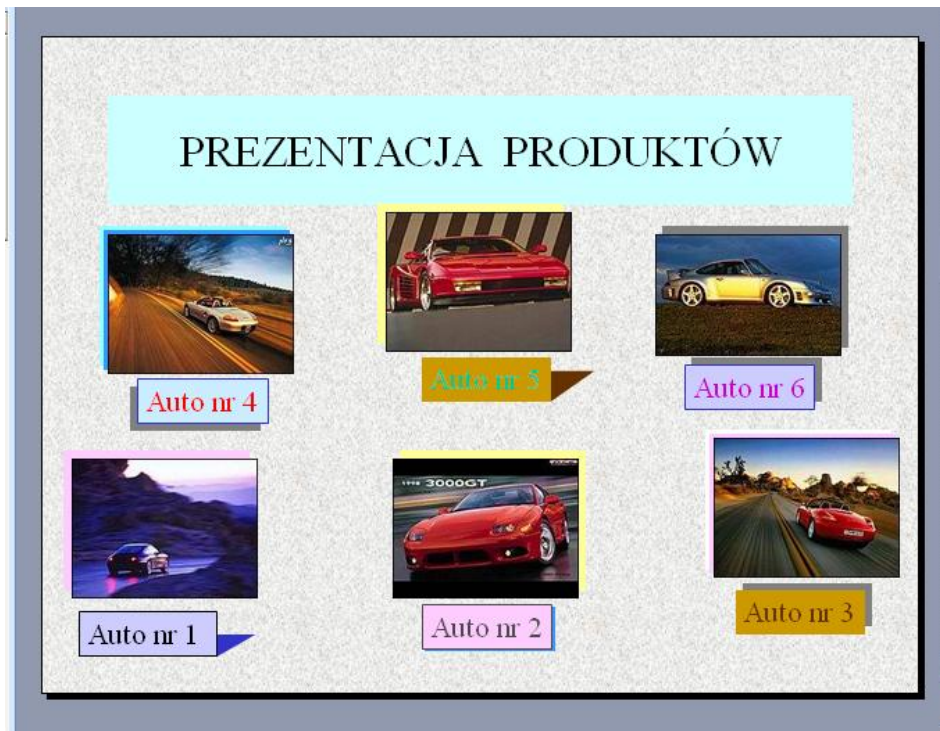 PREZENTACJA PRODUKTÓW
Auto nr 4
Auto nr 5
Auto nr 6
1998 3000GT
Auto nr 1
Auto nr 2
Auto nr 3